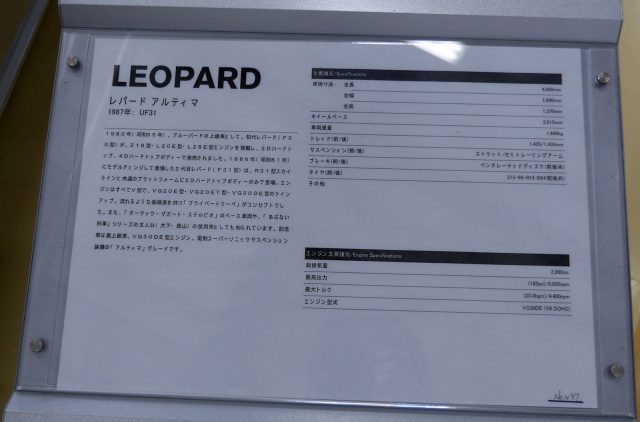 LEOPARD
レパード アルティマ
1987年: UF31
1980年(昭和55年)、ブルーバードの上級車として、初代レパード(F3
0型)が、Z18型・L20E型・L28E型エンジンを搭載し、2Dハードト
ップ、4Dハードトップボディーで発売されました。1986年(昭和61年)
にモデルチェンジして登場した2代目レパード(F31型)は、R31型スカイ
ラインと共通のプラットフォームに2Dハードトップボディーのみで登場。エン
ジンはすべてV型で、VG20E型・VG20ET型・VG30DE型のライン
アップ。流れるような曲線美を持つ「プライベートクーペ」がコンセプトでし
た。また、「オーテック・ザガート・ステルビオ」のベース車両や、「あぶない
刑事」シリーズの主人公(大下・鷹山)の使用車としても知られています。記念
車は最上級車、VG30DE型エンジン、電制スーパーソニックサスペンション
装備の「アルティマ」グレードです。
主要諸元/Specifications
車両寸法: 全長 4,680mm
全幅 1,690mm
全高 1,370mm
ホイールベース 2,615mm
車両重量 1,480kg
トレッド(前/後) 1,435/1,435mm
サスペンション(前/後) ストラット/セミトレーリングアーム
ブレーキ(前/後) ベンチレーテッドディスク(前後共)
タイヤ(前/後) 215-60-R15 90H(前後共)
その他
エンジン主要諸元/Engine Specifications
総排気量 2,960cc
最高出力 (185ps)/6,000rpm
最大トルク (25.0kgm)/4,400rpm
エンジン型式 VG30DE (V6 DOHC)
No.437